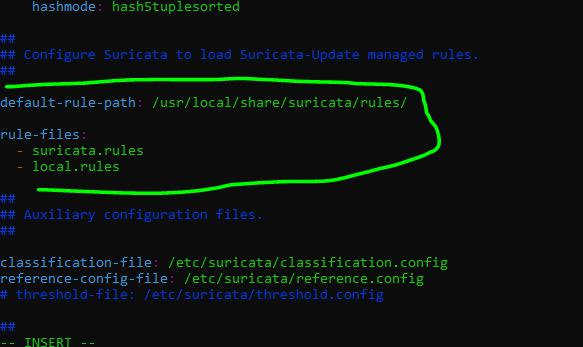 hashmode: hash5tuplesorted
##
## Configure Suricata to load Suricata-Update managed rules.
##
default-rule-path: /usr/local/share/suricata/rules/
rule-files:
- suricata.rules
- local.rules
##
## Auxiliary configuration files.
##
classification-file: /etc/suricata/classification.config
reference-config-file: /etc/suricata/reference.config
# threshold-file: /etc/suricata/threshold.config
##
-- INSERT --